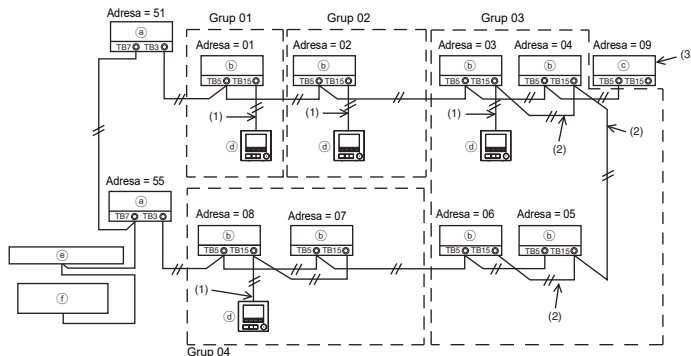 Adresa = 51
ⓐ
TB7 TB3
Grup 01
Adresa = 01
ⓑ
TB5 TB15
(1)
ⓓ
Grup 02
Adresa = 02
ⓑ
TB5 TB15
(1)
ⓓ
Grup 03
Adresa = 03
ⓑ
TB5 TB15
(1)
ⓓ
Adresa = 04
ⓑ
TB5 TB15
(2)
Adresa = 09
ⓒ
TB5 TB15
(3
(2)
Adresa = 55
ⓐ
TB7 TB3
ⓔ
ⓕ
Adresa = 08
ⓑ
TB5 TB15
(1)
ⓓ
Adresa = 07
ⓑ
TB5 TB15
Adresa = 06
ⓑ
TB5 TB15
Adresa = 05
ⓑ
TB5 TB15
(2)
Grup 04